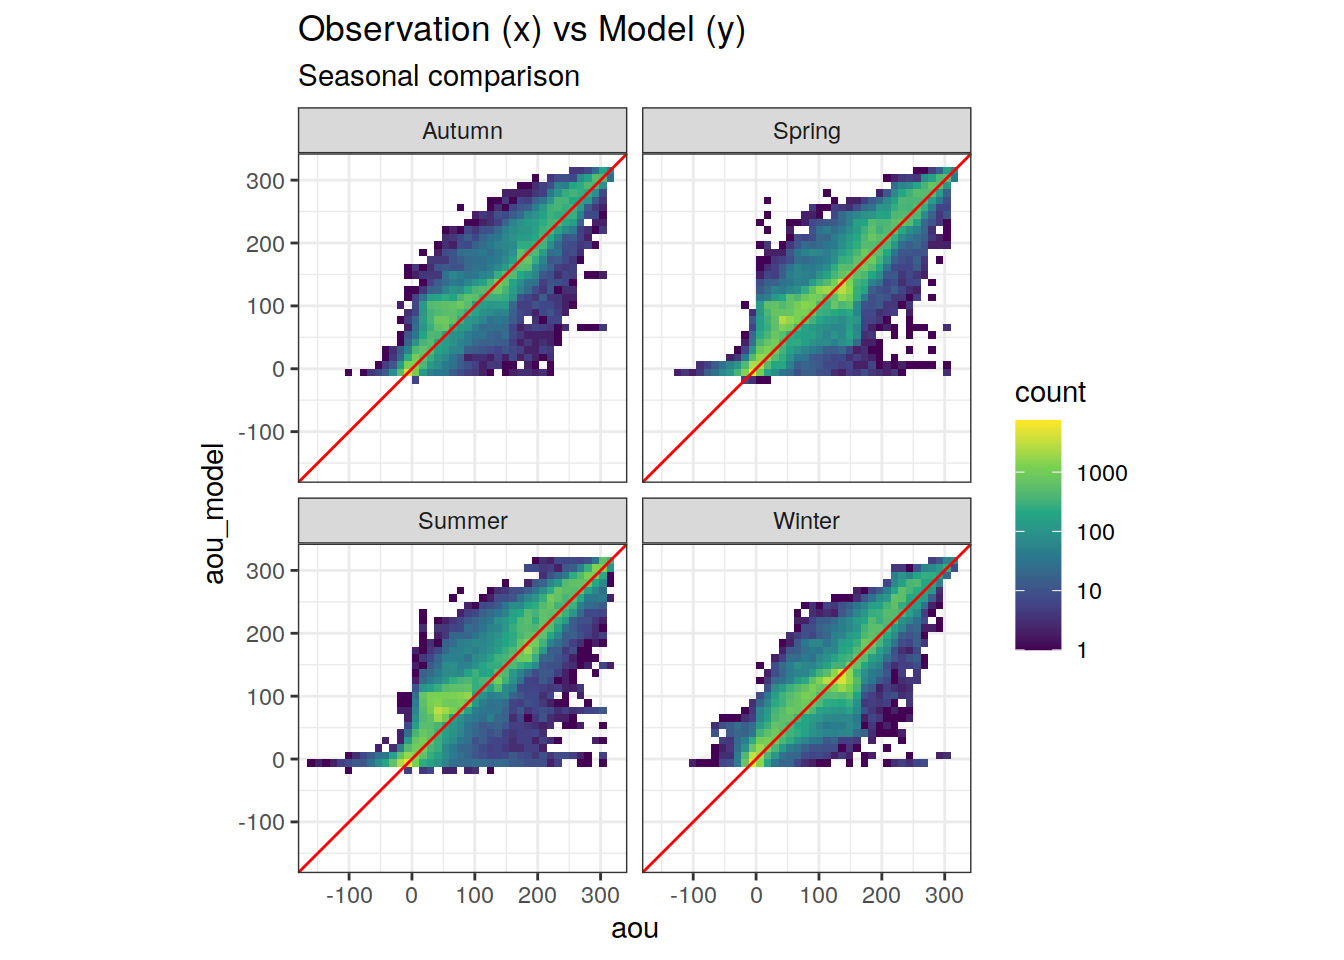 Observation (x) vs Model (y)
Seasonal comparison
Autumn
Spring
300
200
100
0
-100
Summer
Winter
300
200
100
0
-100
-100 0 100 200 300
-100 0 100 200 300
aou
aou_model
count
1000
100
10
1